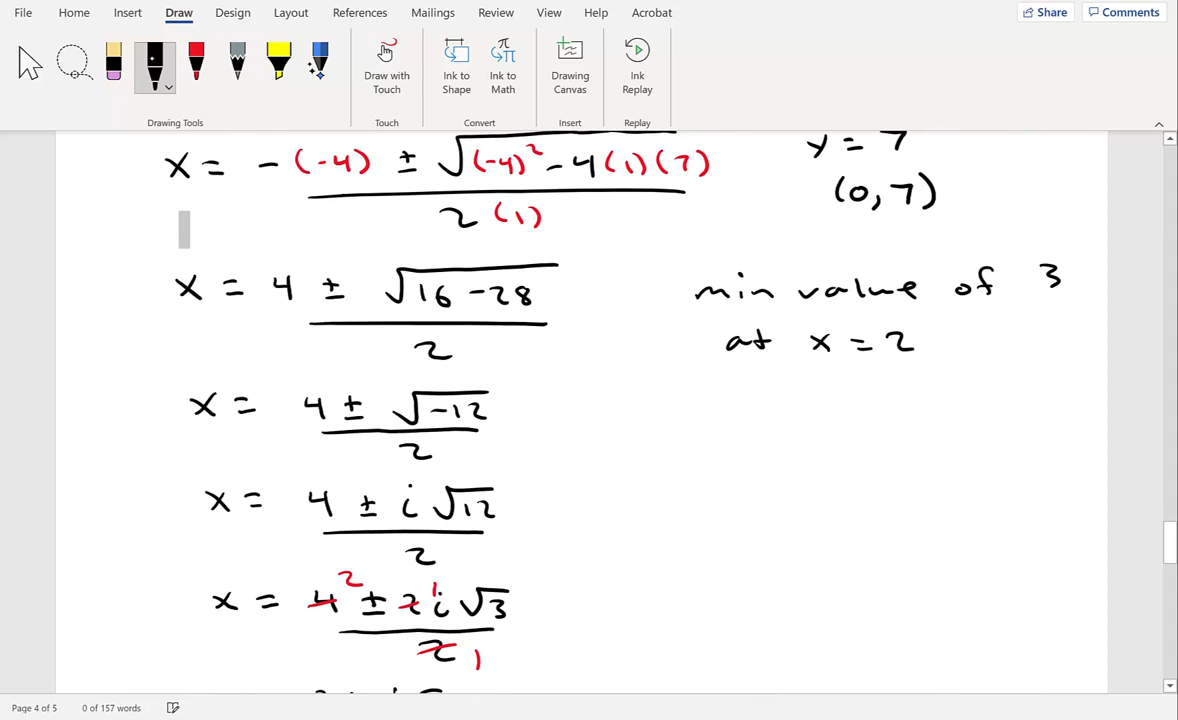 File Home Insert Draw Design Layout References Mailings Review View Help Acrobat Share Comments
Draw with Touch
Ink to Shape
Ink to Math
Drawing Canvas
Ink Replay
Drawing Tools Touch Convert Insert Replay
y = 7
x = -(-4) ± √(-4)² - 4(1)(7)
2(1)
(0, 7)
x = 4 ± √16 - 28
2
min value of 3
at x = 2
x = 4 ± √-12
2
x = 4 ± i √12
2
2 1
x = 4 ± 2 i √3
2 1
Page 4 of 5 0 of 157 words